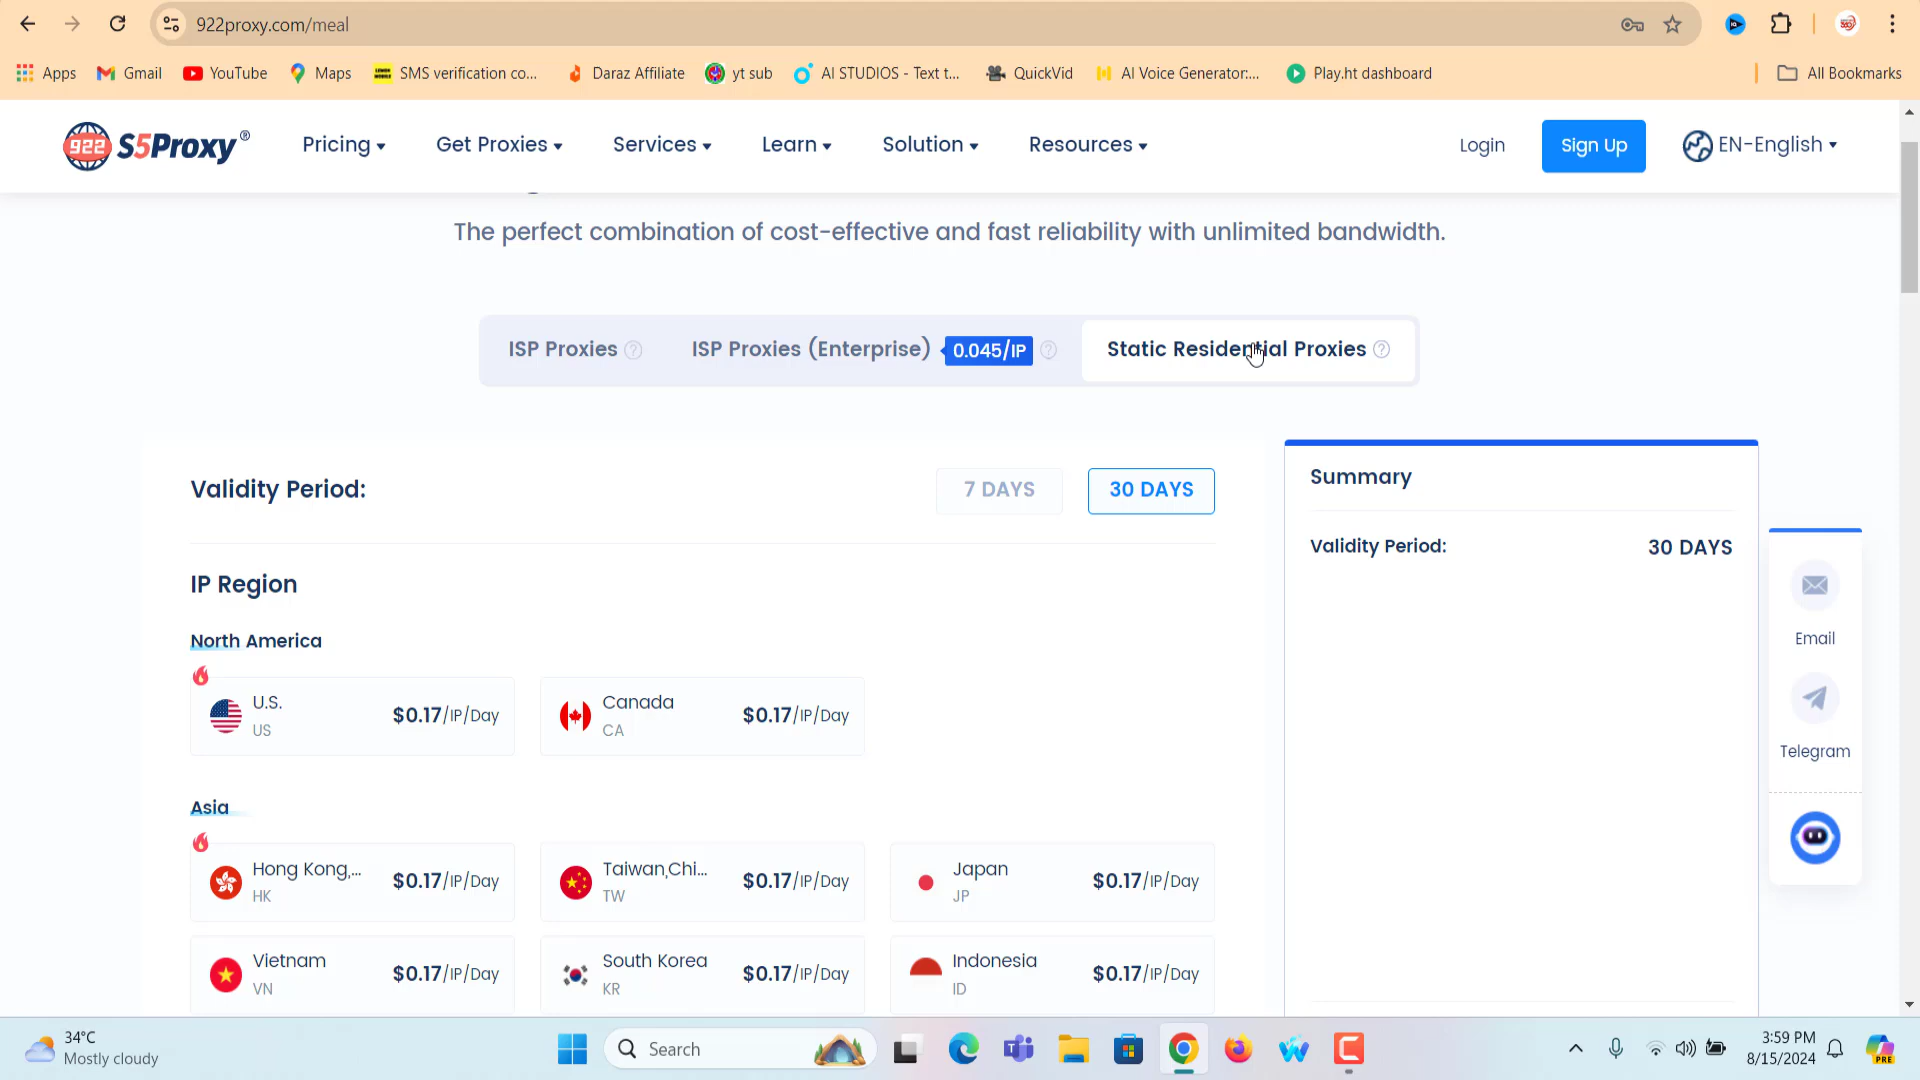 922proxy.com/meal
Apps
Gmail
YouTube
Maps
SMS verification co...
Daraz Affiliate
yt sub
AI STUDIOS - Text t...
QuickVid
AI Voice Generator:...
Play.ht dashboard
All Bookmarks
922 S5Proxy®
Pricing
Get Proxies
Services
Learn
Solution
Resources
Login
Sign Up
EN-English
The perfect combination of cost-effective and fast reliability with unlimited bandwidth.
ISP Proxies ?
ISP Proxies (Enterprise) 0.045/IP ?
Static Residential Proxies ?
Validity Period:
7 DAYS
30 DAYS
IP Region
North America
U.S.
US
$0.17/IP/Day
Canada
CA
$0.17/IP/Day
Asia
Hong Kong,...
HK
$0.17/IP/Day
Taiwan,Chi...
TW
$0.17/IP/Day
Japan
JP
$0.17/IP/Day
Vietnam
VN
$0.17/IP/Day
South Korea
KR
$0.17/IP/Day
Indonesia
ID
$0.17/IP/Day
Summary
Validity Period:
30 DAYS
Email
Telegram
34°C
Mostly cloudy
Search
3:59 PM
8/15/2024
PRE